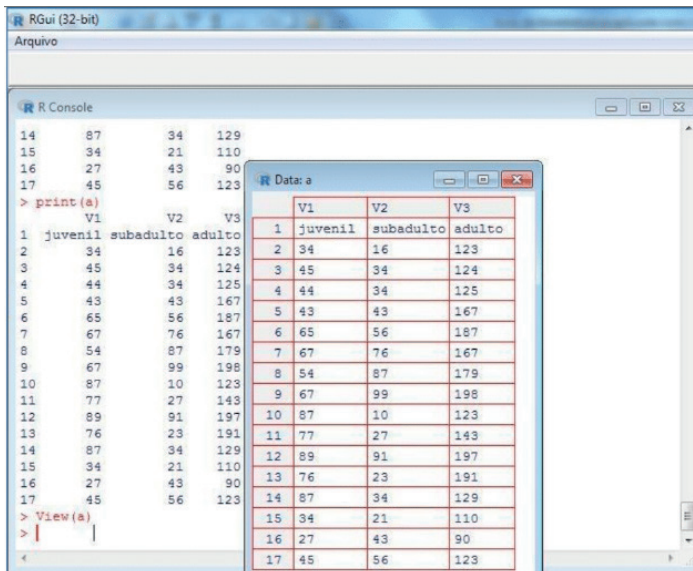 R RGui (32-bit)
Arquivo
R R Console
14 87 34 129
15 34 21 110
16 27 43 90
17 45 56 123
> print(a)
V1 V2 V3
1 juvenil subadulto adulto
2 34 16 123
3 45 34 124
4 44 34 125
5 43 43 167
6 65 56 187
7 67 76 167
8 54 87 179
9 67 99 198
10 87 10 123
11 77 27 143
12 89 91 197
13 76 23 191
14 87 34 129
15 34 21 110
16 27 43 90
17 45 56 123
> View(a)
>
R Data: a
V1 V2 V3
1 juvenil subadulto adulto
2 34 16 123
3 45 34 124
4 44 34 125
5 43 43 167
6 65 56 187
7 67 76 167
8 54 87 179
9 67 99 198
10 87 10 123
11 77 27 143
12 89 91 197
13 76 23 191
14 87 34 129
15 34 21 110
16 27 43 90
17 45 56 123